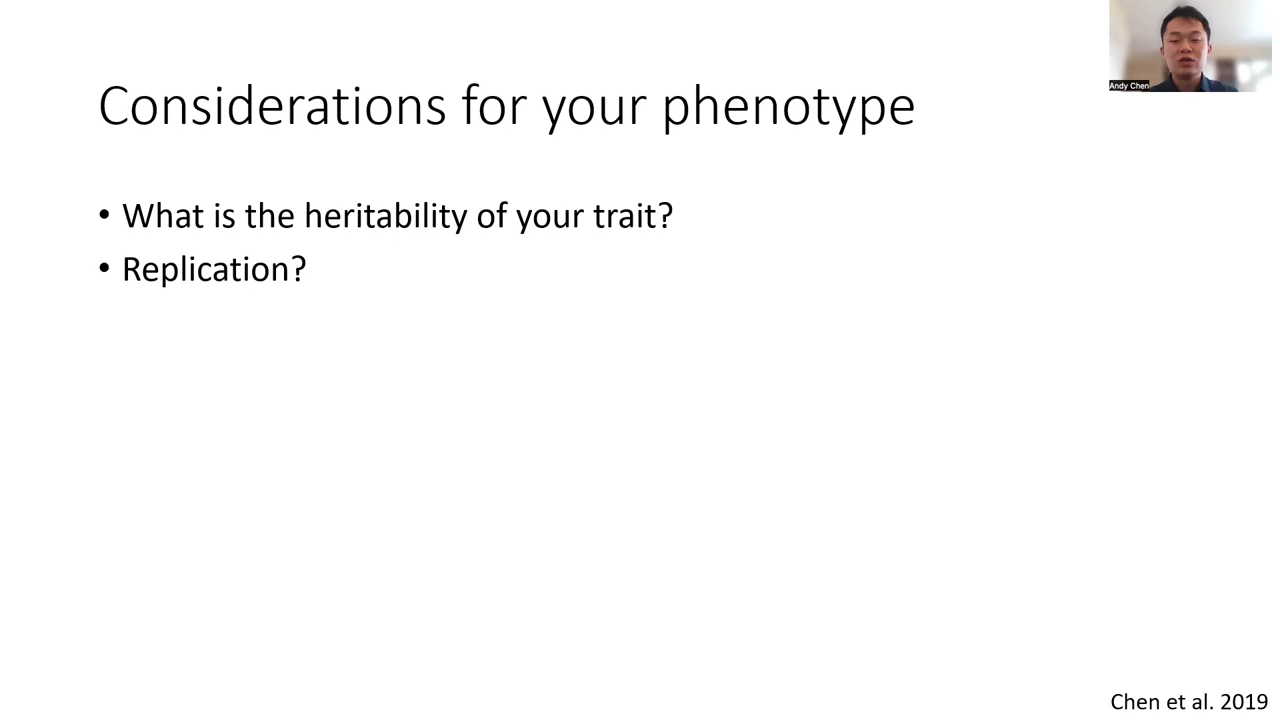 Andy Chen
Considerations for your phenotype
• What is the heritability of your trait?
• Replication?
Chen et al. 2019